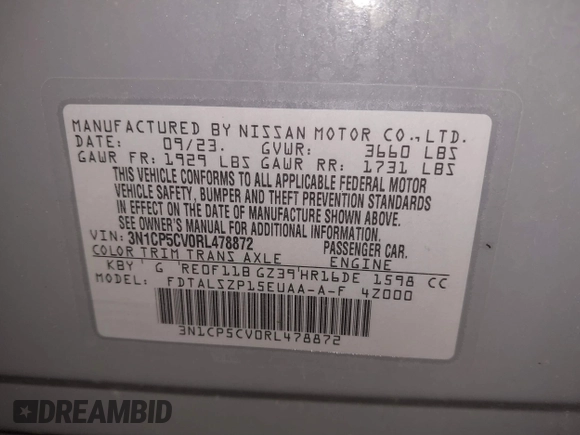 MANUFACTURED BY NISSAN MOTOR CO., LTD.
DATE: 09/23. GVWR: 3660 LBS
GAWR FR: 1929 LBS GAWR RR: 1731 LBS
THIS VEHICLE CONFORMS TO ALL APPLICABLE FEDERAL MOTOR
VEHICLE SAFETY, BUMPER AND THEFT PREVENTION STANDARDS
IN EFFECT ON THE DATE OF MANUFACTURE SHOWN ABOVE.
SEE OWNER'S MANUAL FOR ADDITIONAL INFORMATION.
VIN: 3N1CP5CV0RL478872 PASSENGER CAR.
COLOR TRIM TRANS AXLE ENGINE
KBY G RE0F11B GZ39 HR16DE 1598 CC
MODEL: FDTALSZP15EUAA-A-F 4Z000
3N1CP5CV0RL478872
DREAMBID